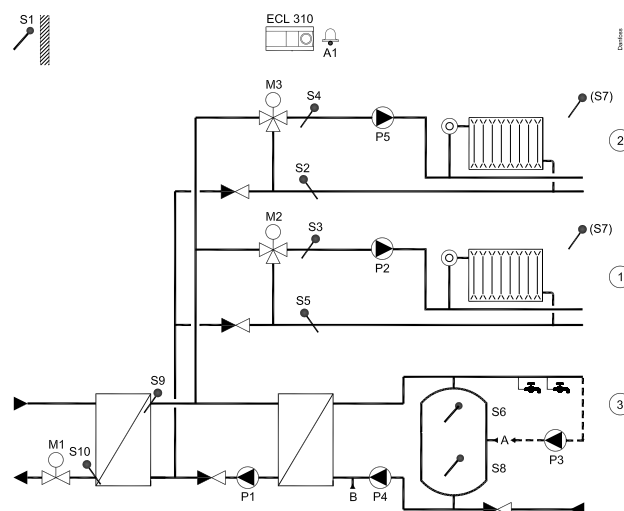 S1
ECL 310
A1
Danfoss
M3
S4
P5
(S7)
2
S2
M2
S3
P2
(S7)
1
S5
S9
3
S6
M1
S10
A
P3
S8
P1
B
P4